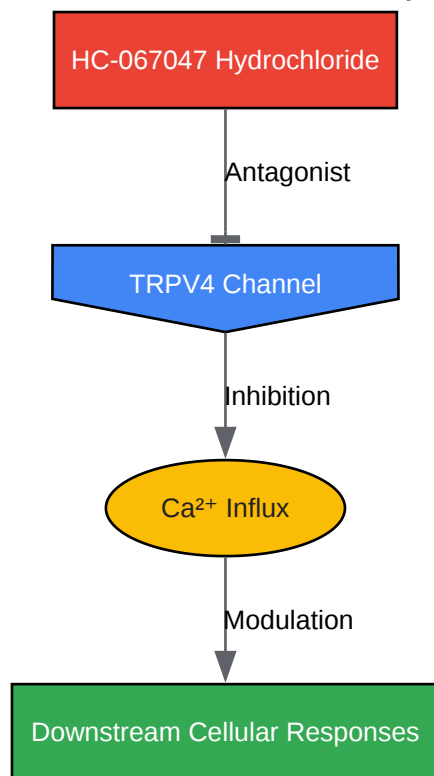 HC-067047 Hydrochloride
Antagonist
TRPV4 Channel
Inhibition
Ca²⁺ Influx
Modulation
Downstream Cellular Responses